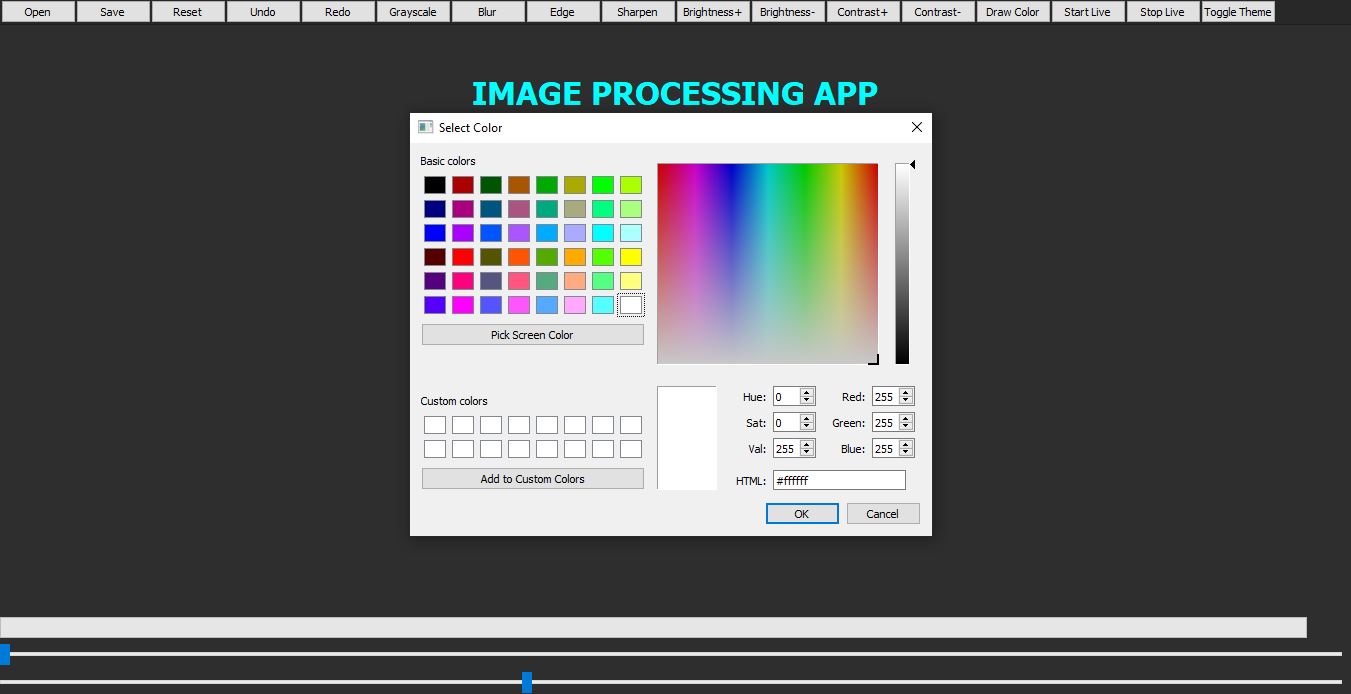 Open Save Reset Undo Redo Grayscale Blur Edge Sharpen Brightness+ Brightness- Contrast+ Contrast- Draw Color Start Live Stop Live Toggle Theme
IMAGE PROCESSING APP
Select Color
Basic colors
Pick Screen Color
Custom colors
Add to Custom Colors
Hue: 0 Red: 255
Sat: 0 Green: 255
Val: 255 Blue: 255
HTML: #ffffff
OK Cancel